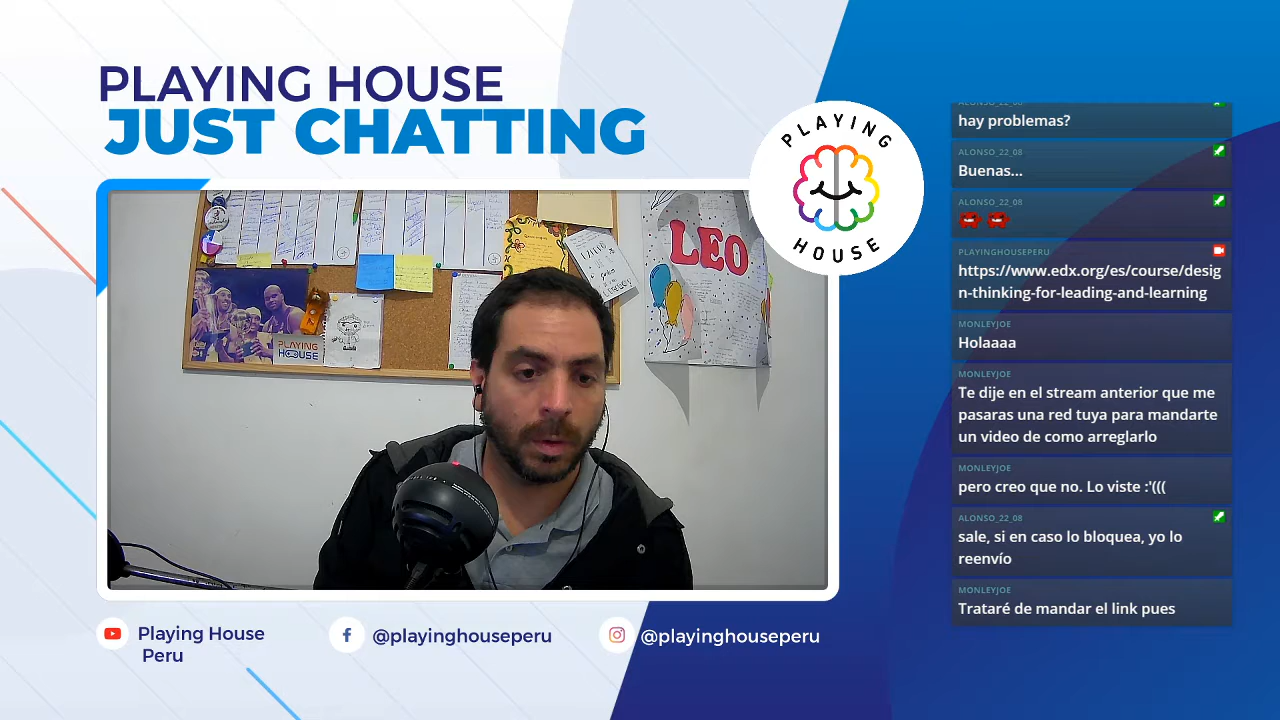 PLAYING HOUSE
JUST CHATTING
PLAYING
HOUSE
LEO
PLAYING
HOUSE
ALONSO_22_08
hay problemas?
ALONSO_22_08
Buenas...
ALONSO_22_08
PLAYINGHOUSEPERU
https://www.edx.org/es/course/desig
n-thinking-for-leading-and-learning
MONLEYJOE
Holaaaa
MONLEYJOE
Te dije en el stream anterior que me
pasaras una red tuya para mandarte
un video de como arreglarlo
MONLEYJOE
pero creo que no. Lo viste :'(((
ALONSO_22_08
sale, si en caso lo bloquea, yo lo
reenvío
MONLEYJOE
Trataré de mandar el link pues
Playing House
Peru
@playinghouseperu
@playinghouseperu